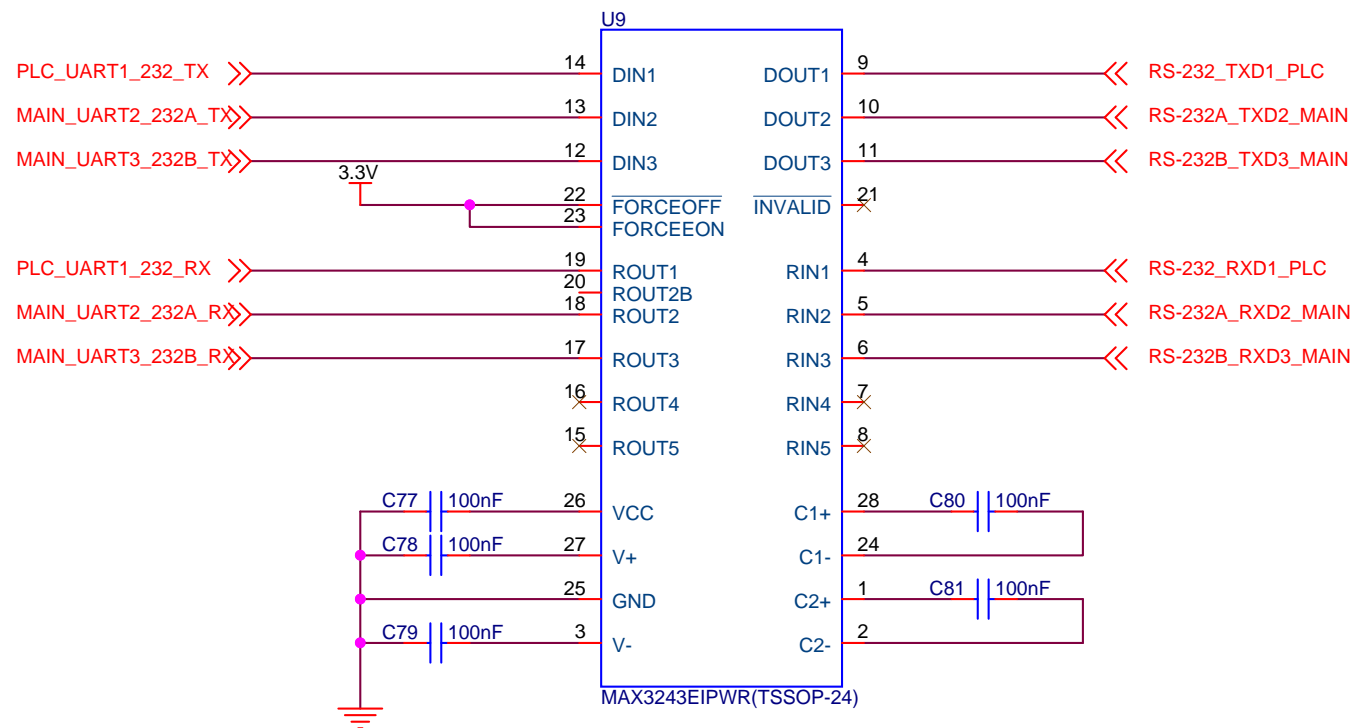 U9
PLC_UART1_232_TX 14 DIN1 DOUT1 9 RS-232_TXD1_PLC
MAIN_UART2_232A_TX 13 DIN2 DOUT2 10 RS-232A_TXD2_MAIN
MAIN_UART3_232B_TX 12 DIN3 DOUT3 11 RS-232B_TXD3_MAIN
3.3V
22 FORCEOFF INVALID 21
23 FORCEEON
PLC_UART1_232_RX 19 ROUT1 RIN1 4 RS-232_RXD1_PLC
20 ROUT2B
MAIN_UART2_232A_RX 18 ROUT2 RIN2 5 RS-232A_RXD2_MAIN
MAIN_UART3_232B_RX 17 ROUT3 RIN3 6 RS-232B_RXD3_MAIN
16 ROUT4 RIN4 7
15 ROUT5 RIN5 8
C77 100nF 26 VCC C1+ 28 C80 100nF
C78 100nF 27 V+ C1- 24
25 GND C2+ 1 C81 100nF
C79 100nF 3 V- C2- 2
MAX3243EIPWR(TSSOP-24)